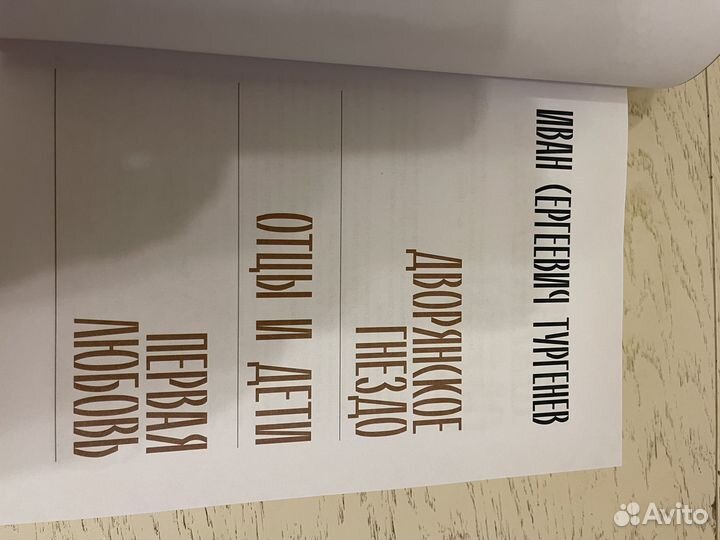 ИВАН СЕРГЕЕВИЧ ТУРГЕНЕВ
ДВОРЯНСКОЕ
ГНЕЗДО
ОТЦЫ И ДЕТИ
ПЕРВАЯ
ЛЮБОВЬ
Avito